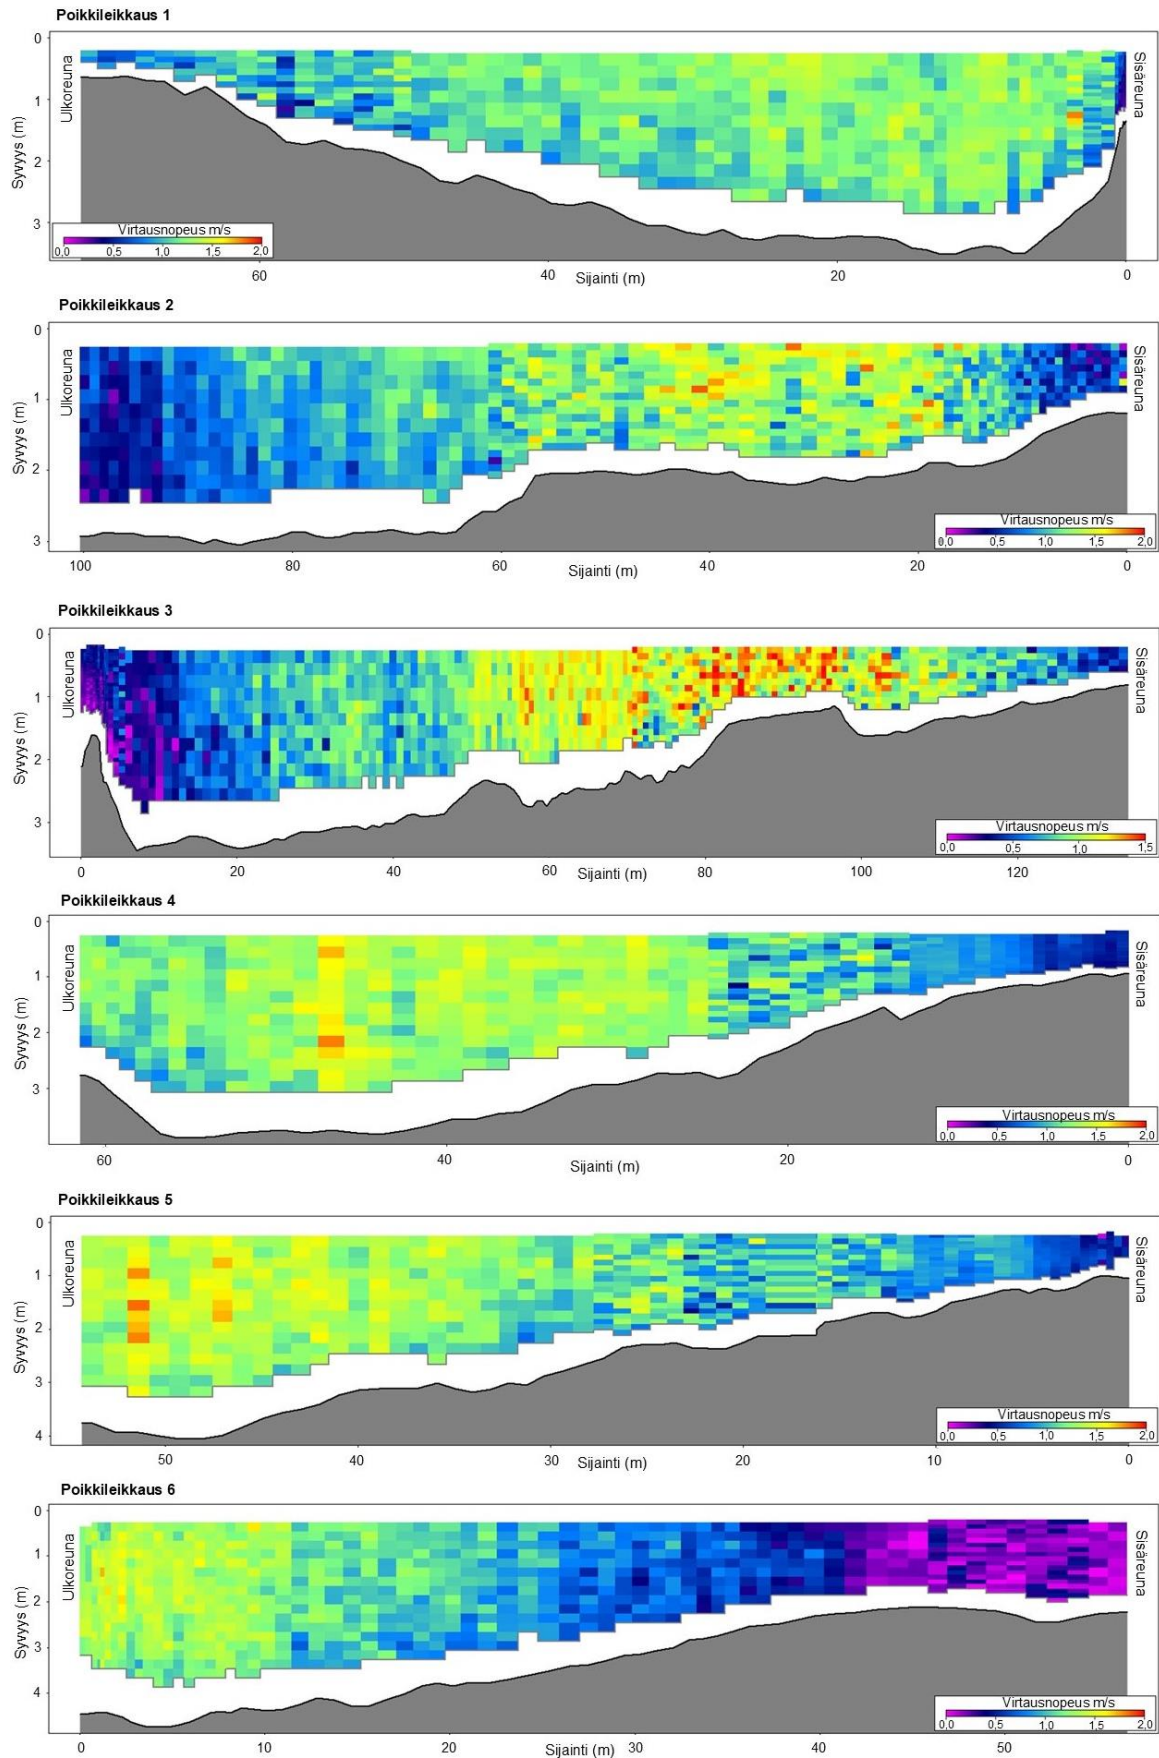 Poikkileikkaus 1
0
1
2
3
Syvyys (m)
Ulkoreuna
Sisäreuna
Virtausnopeus m/s
0,0 0,5 1,0 1,5 2,0
60 40 20 0
Sijainti (m)
Poikkileikkaus 2
0
1
2
3
Syvyys (m)
Ulkoreuna
Sisäreuna
Virtausnopeus m/s
0,0 0,5 1,0 1,5 2,0
100 80 60 40 20 0
Sijainti (m)
Poikkileikkaus 3
0
1
2
3
Syvyys (m)
Ulkoreuna
Sisäreuna
Virtausnopeus m/s
0,0 0,5 1,0 1,5
0 20 40 60 80 100 120
Sijainti (m)
Poikkileikkaus 4
0
1
2
3
Syvyys (m)
Ulkoreuna
Sisäreuna
Virtausnopeus m/s
0,0 0,5 1,0 1,5 2,0
60 40 20 0
Sijainti (m)
Poikkileikkaus 5
0
1
2
3
4
Syvyys (m)
Ulkoreuna
Sisäreuna
Virtausnopeus m/s
0,0 0,5 1,0 1,5 2,0
50 40 30 20 10 0
Sijainti (m)
Poikkileikkaus 6
0
1
2
3
4
Syvyys (m)
Ulkoreuna
Sisäreuna
Virtausnopeus m/s
0,0 0,5 1,0 1,5 2,0
0 10 20 30 40 50
Sijainti (m)